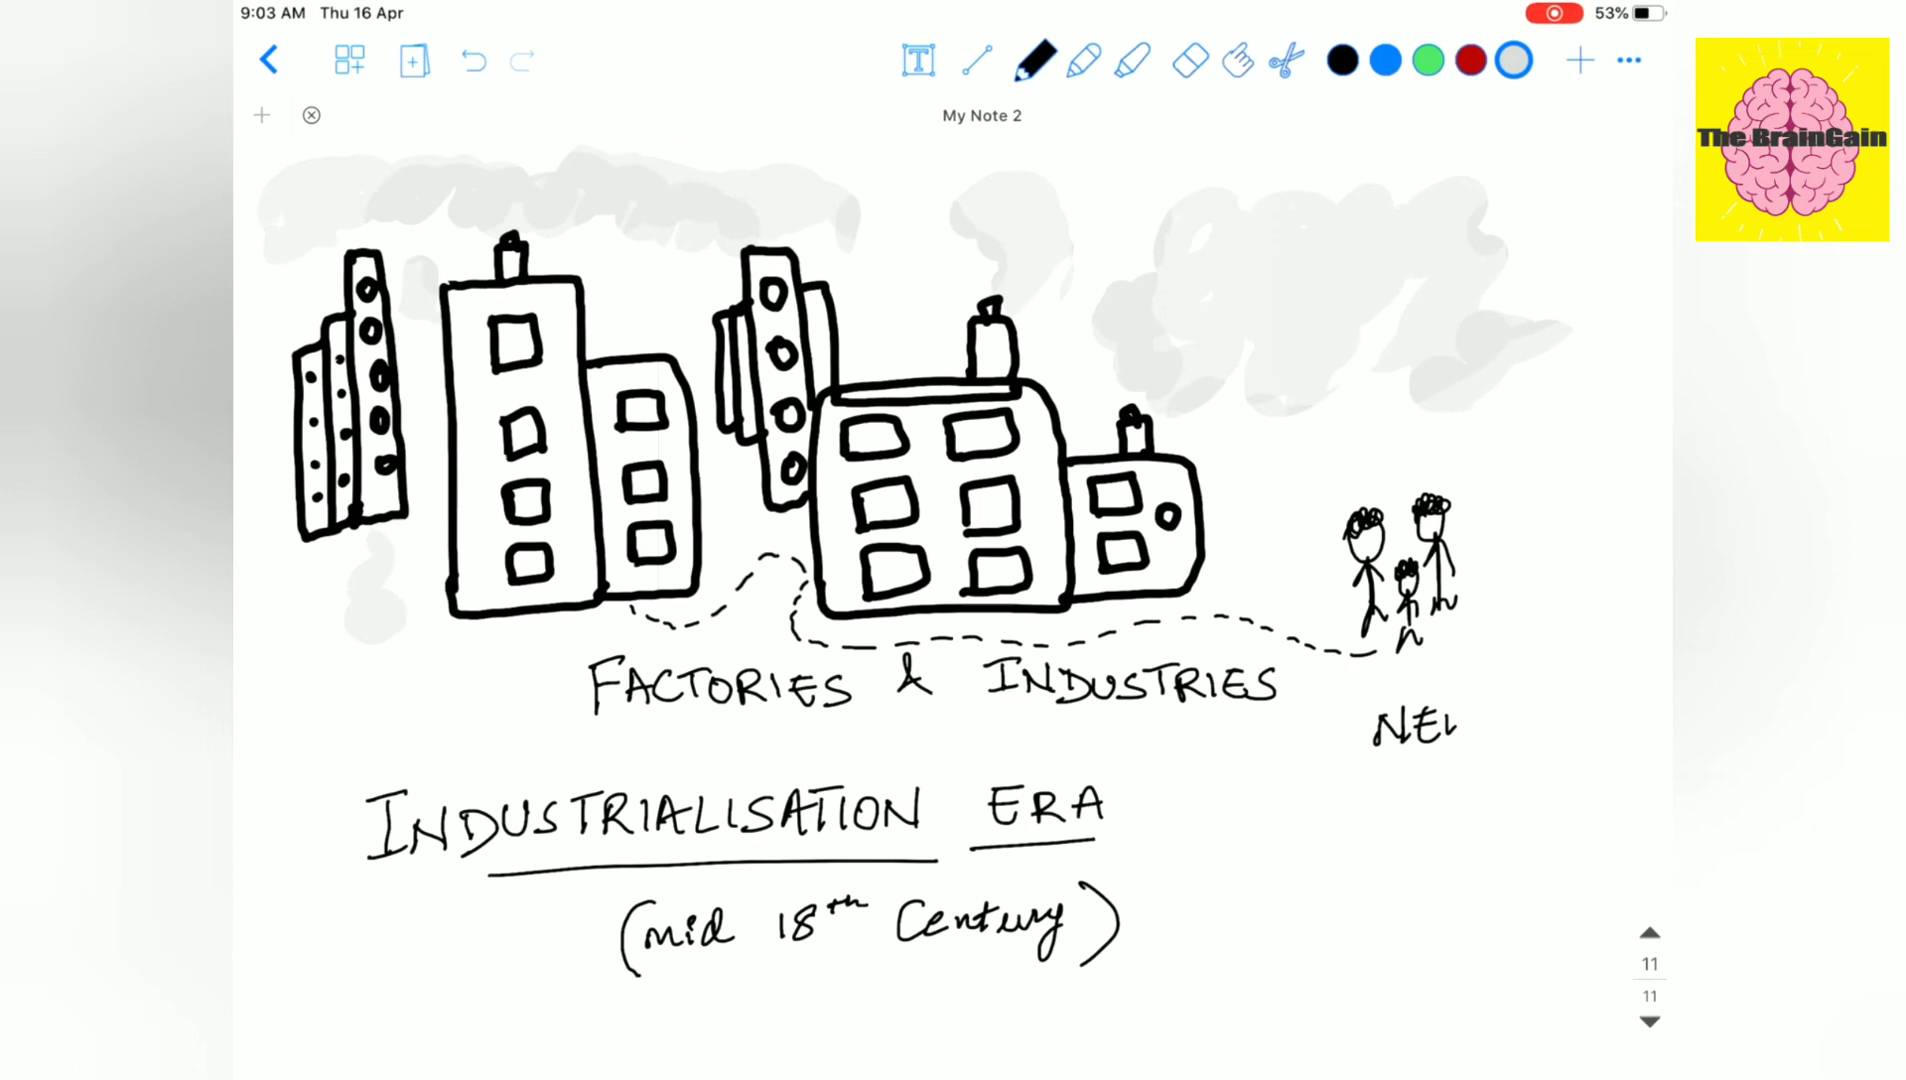 9:03 AM Thu 16 Apr
53%
My Note 2
The BrainGain
FACTORIES & INDUSTRIES
INDUSTRIALISATION ERA
(mid 18th Century)
11
11